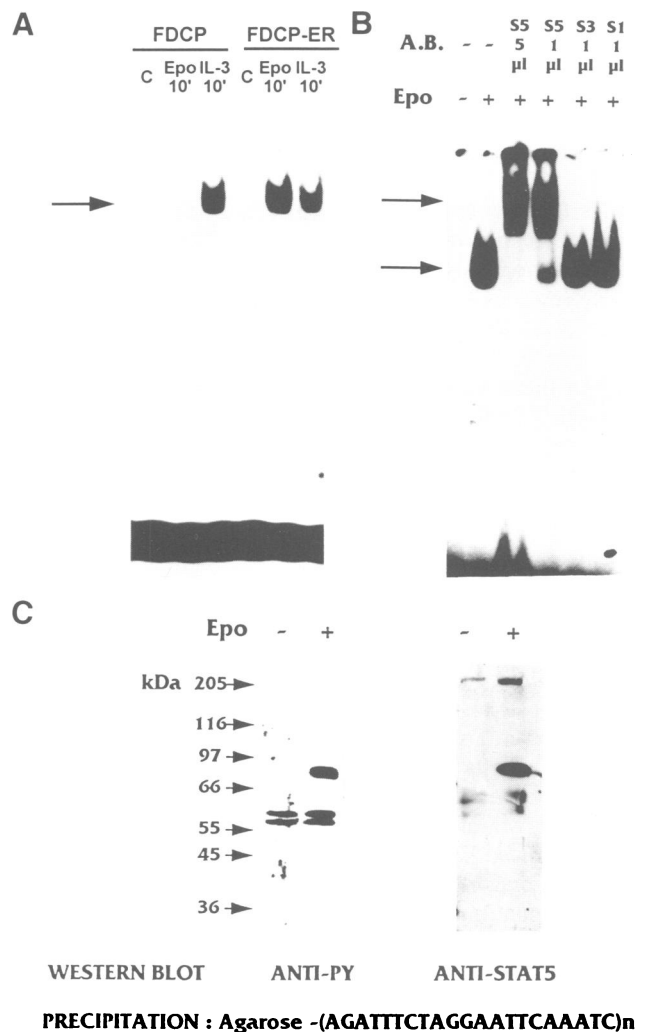 A
FDCP FDCP-ER
C Epo 10' IL-3 10' C Epo 10' IL-3 10'
B
A.B. - - S5 5 µl S5 1 µl S3 1 µl S1 1 µl
Epo - + + + + +
C
Epo - + - +
kDa 205
116
97
66
55
45
36
WESTERN BLOT ANTI-PY ANTI-STAT5
PRECIPITATION : Agarose -(AGATTTCTAGGAATTCAAATC)n